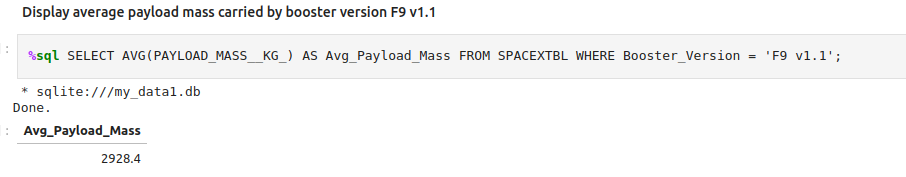 Display average payload mass carried by booster version F9 v1.1
: %sql SELECT AVG(PAYLOAD_MASS__KG_) AS Avg_Payload_Mass FROM SPACEXTBL WHERE Booster_Version = 'F9 v1.1';
* sqlite:///my_data1.db
Done.
: Avg_Payload_Mass
2928.4